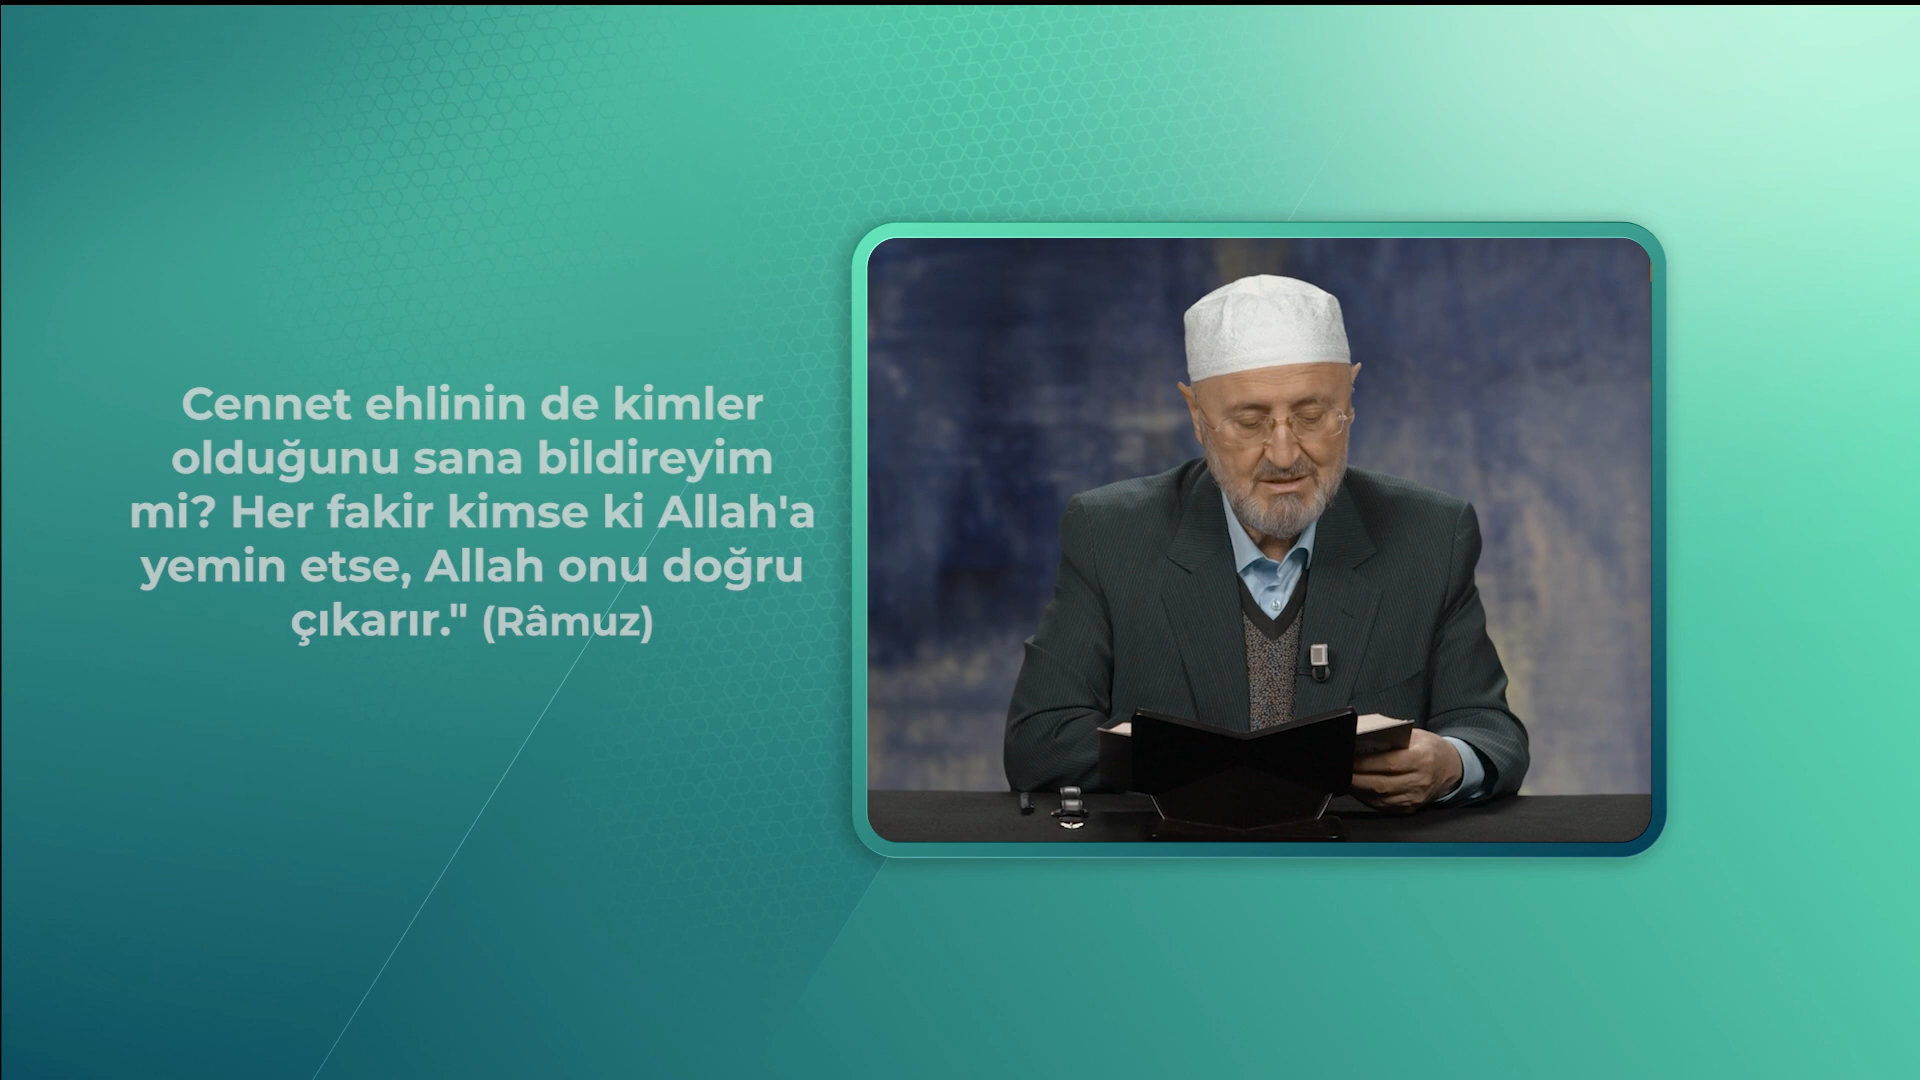 Cennet ehlinin de kimler
olduğunu sana bildireyim
mi? Her fakir kimse ki Allah'a
yemin etse, Allah onu doğru
çıkarır." (Râmuz)